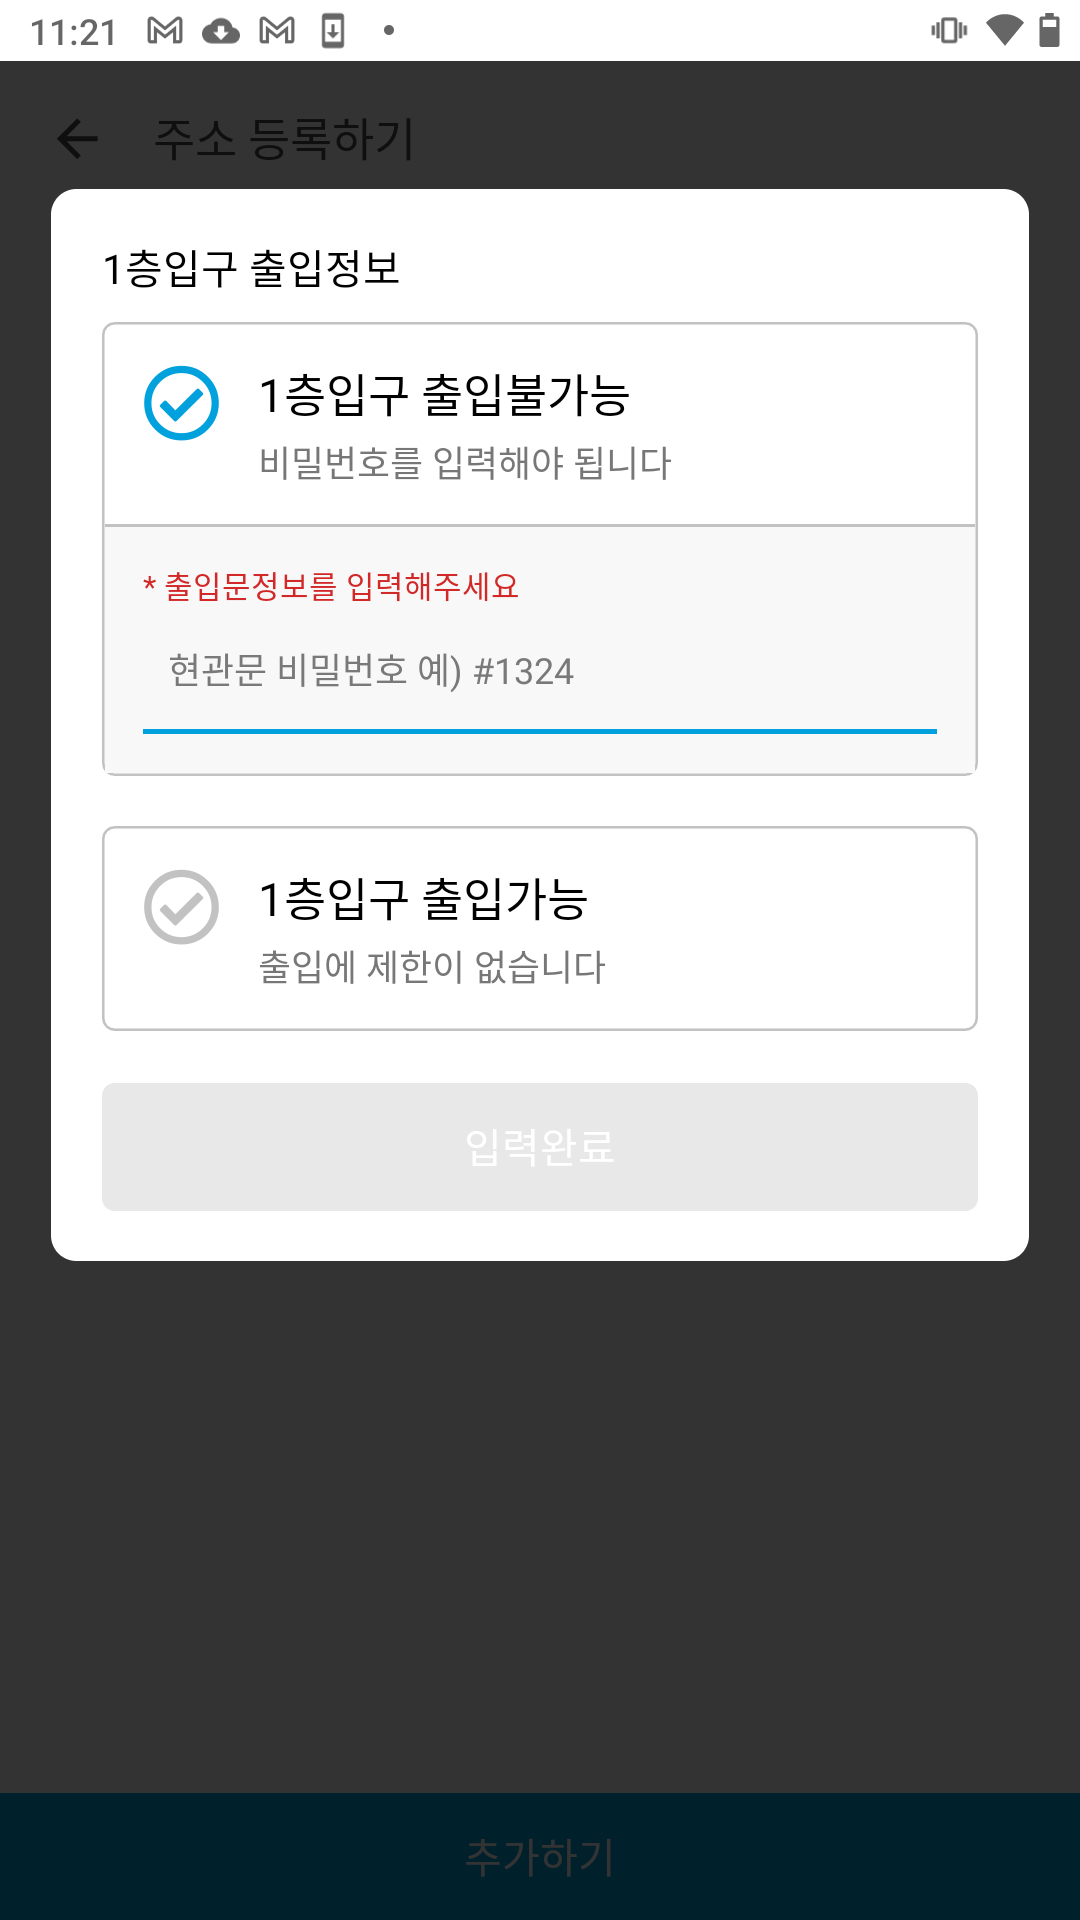 11:21
주소 등록하기
1층입구 출입정보
1층입구 출입불가능
비밀번호를 입력해야 됩니다
* 출입문정보를 입력해주세요
현관문 비밀번호 예) #1324
1층입구 출입가능
출입에 제한이 없습니다
입력완료
추가하기